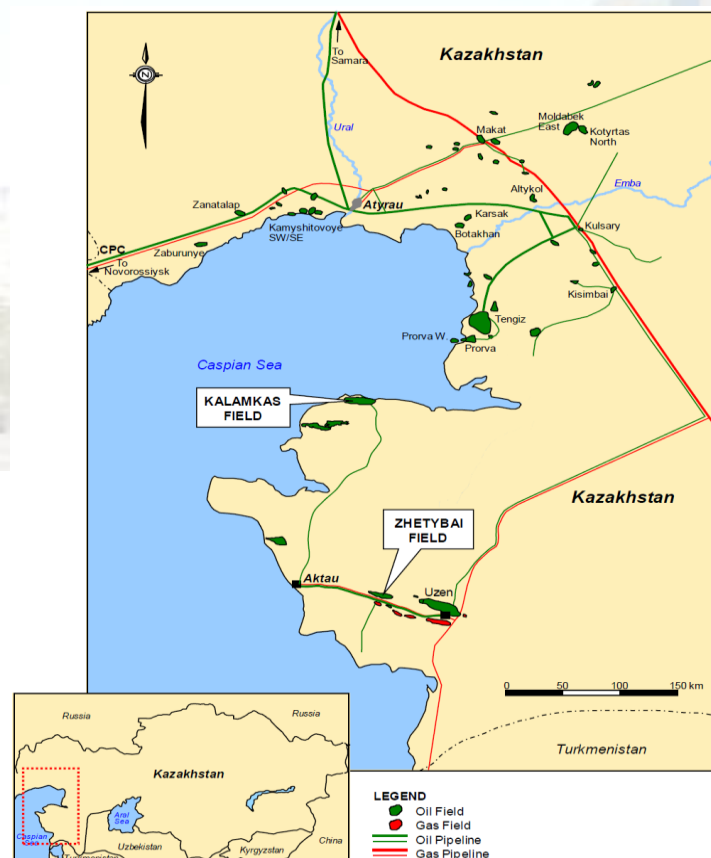 To
Samara
Kazakhstan
Ural
Makat
Moldabek
East
Kotyrtas
North
Altykol
Emba
Zanatalap
Atyrau
Karsak
Kamyshitovoye
SW/SE
Botakhan
Kulsary
CPC
Zaburunye
To
Novorossiysk
Kisimbai
Tengiz
Prorva W.
Prorva
Caspian Sea
KALAMKAS
FIELD
Kazakhstan
ZHETYBAI
FIELD
Aktau
Uzen
0 50 100 150 km
Turkmenistan
Russia
Russia
Kazakhstan
Aral
Sea
Caspian
Sea
China
Uzbekistan
Kyrgyzstan
Turkmenistan
LEGEND
Oil Field
Gas Field
Oil Pipeline
Gas Pipeline
N